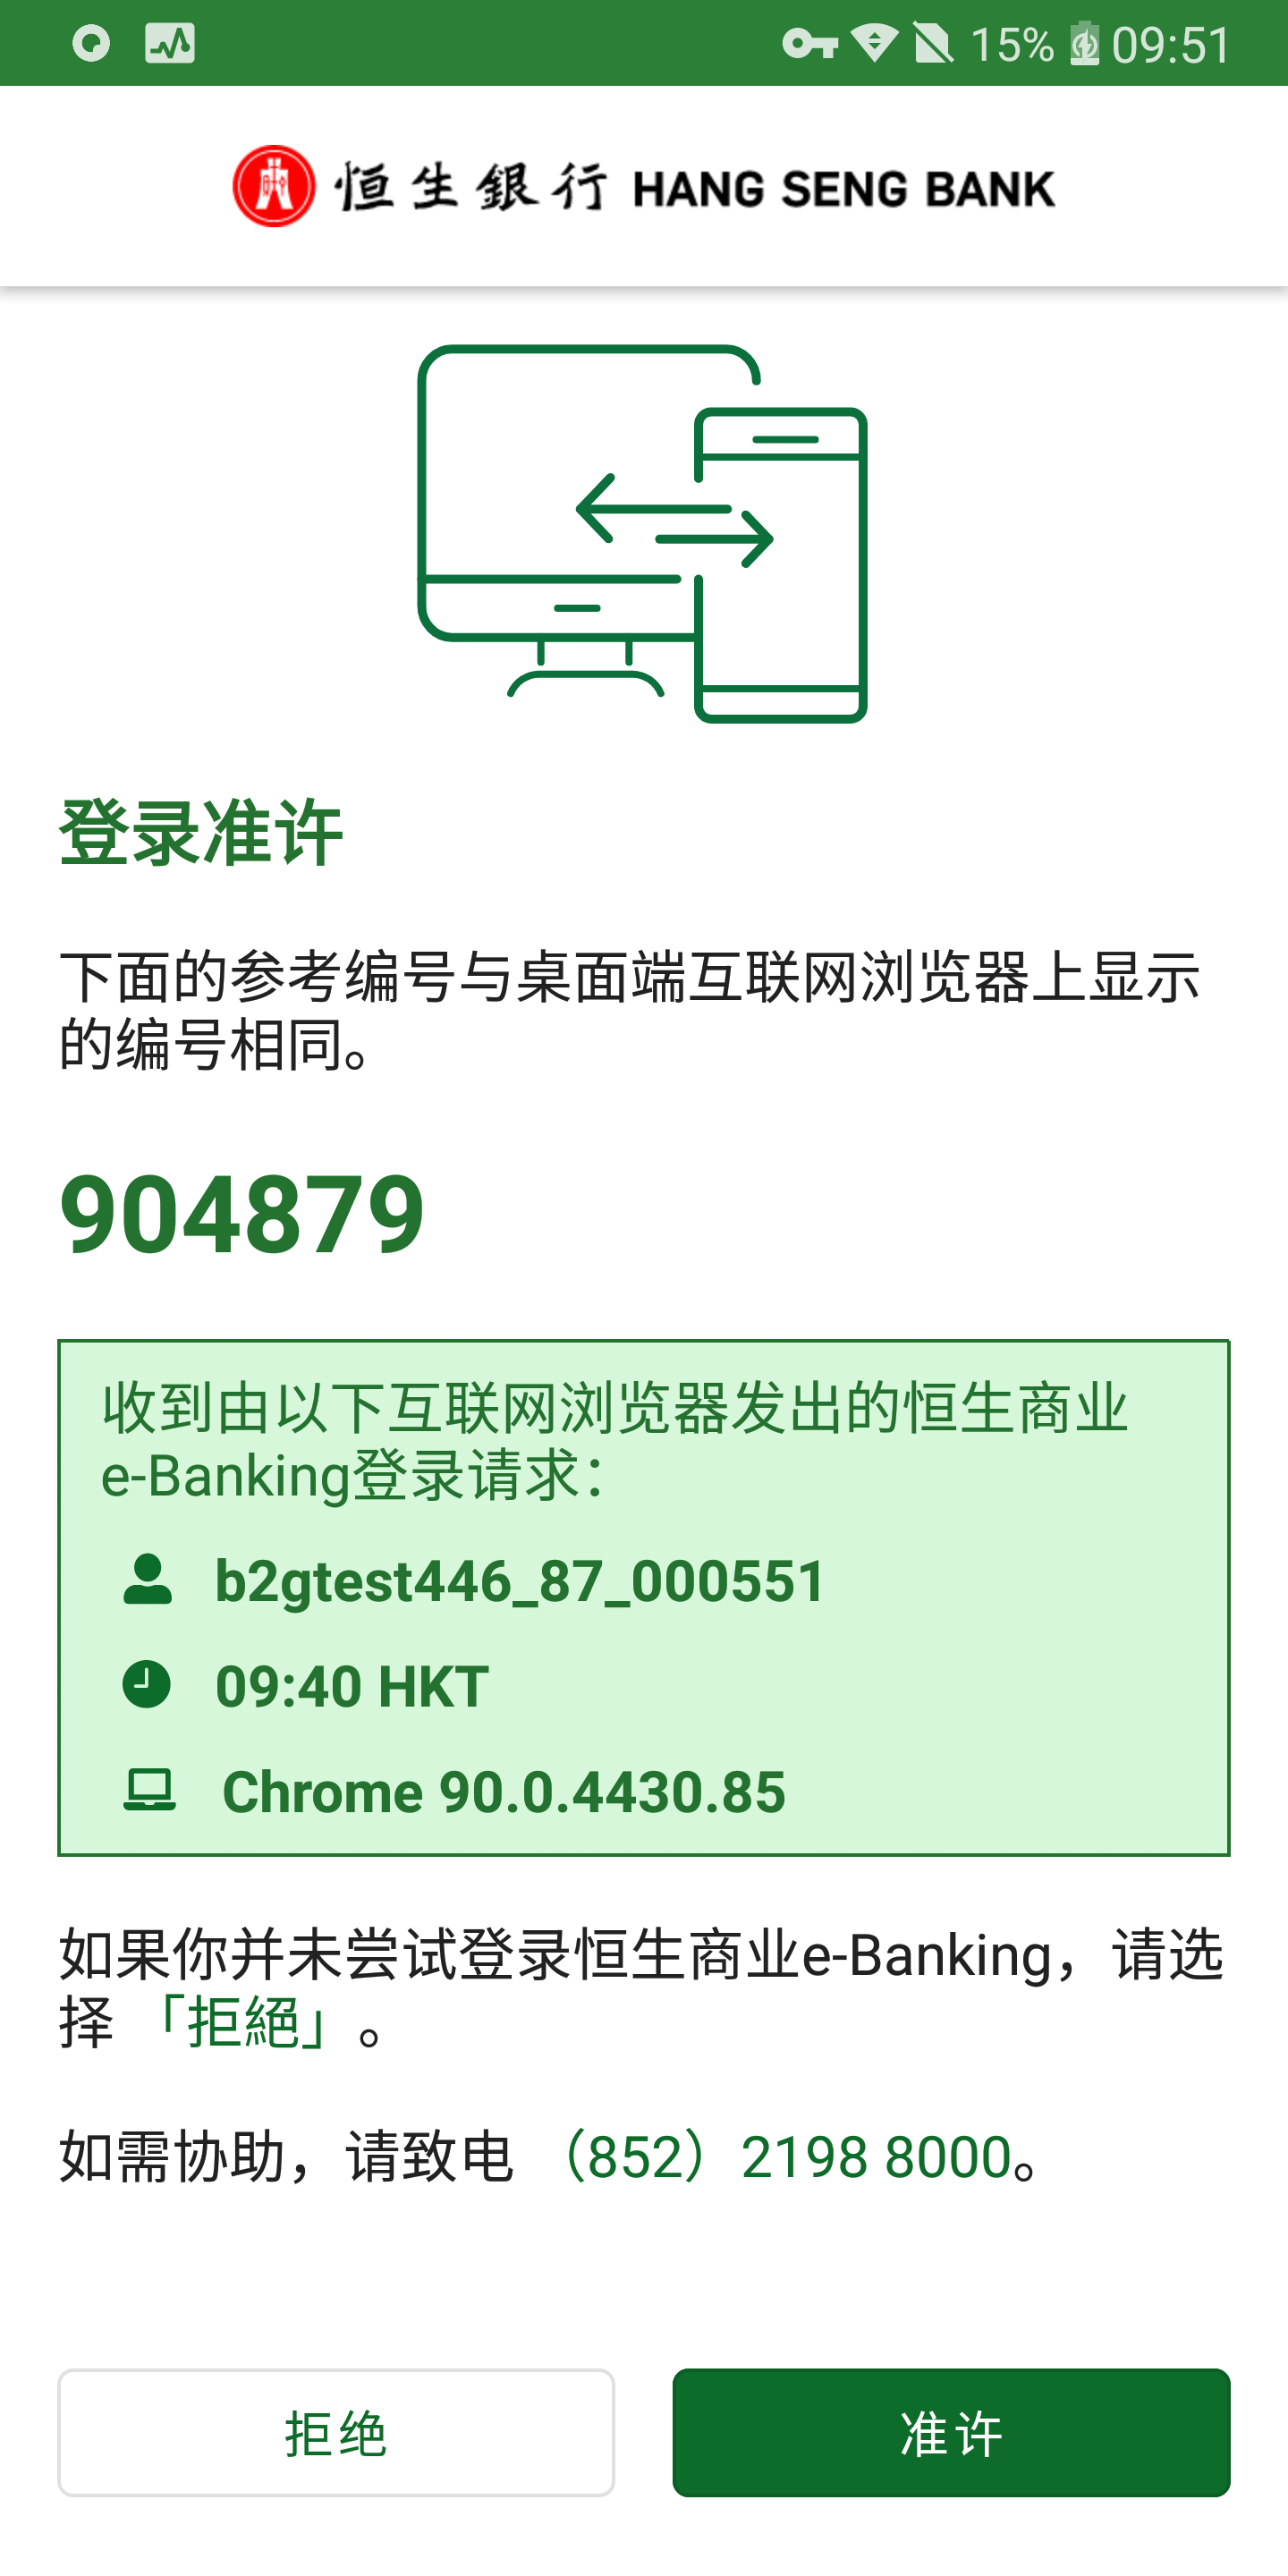 15% 09:51
恒生銀行 HANG SENG BANK
登录准许
下面的参考编号与桌面端互联网浏览器上显示
的编号相同。
904879
收到由以下互联网浏览器发出的恒生商业
e-Banking登录请求：
b2gtest446_87_000551
09:40 HKT
Chrome 90.0.4430.85
如果你并未尝试登录恒生商业e-Banking，请选
择 「拒絕」。
如需协助，请致电 （852）2198 8000。
拒绝
准许